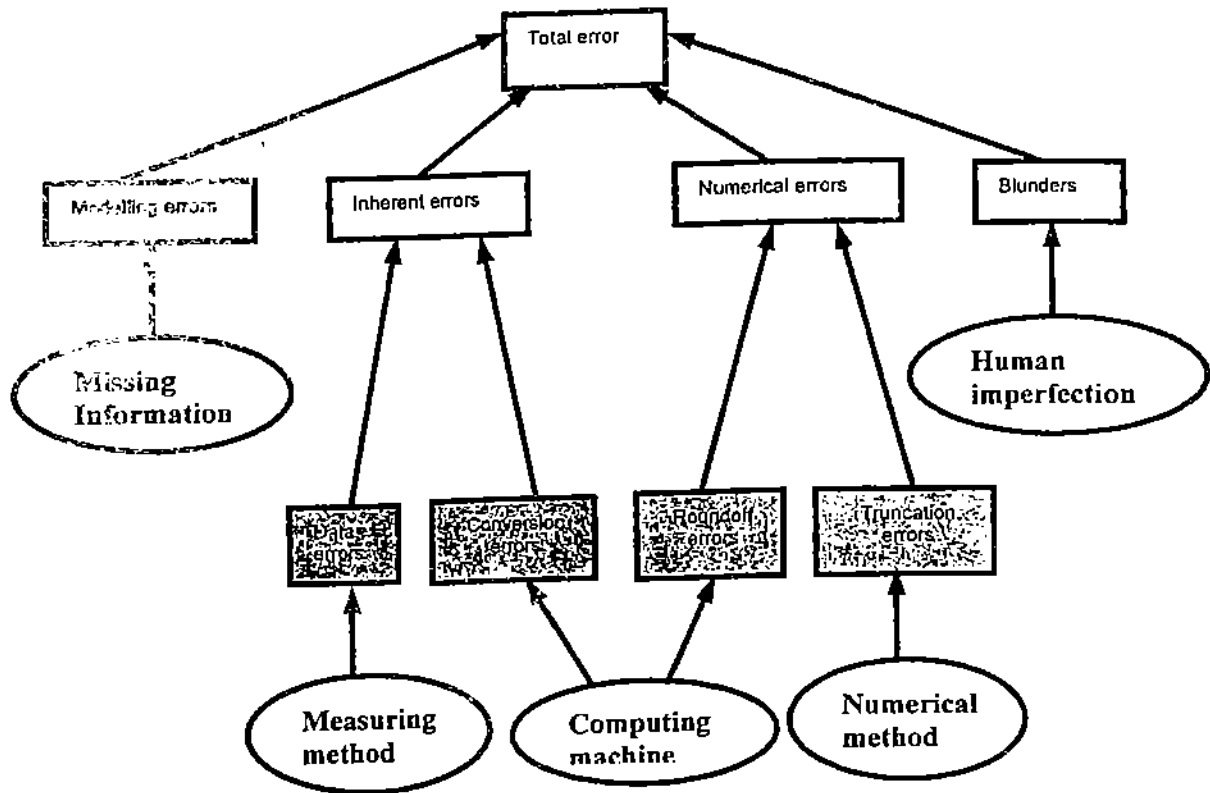 Total error
Modelling errors
Inherent errors
Numerical errors
Blunders
Missing
Information
Human
imperfection
Data
errors
Conversion
errors
Roundoff
errors
Truncation
errors
Measuring
method
Computing
machine
Numerical
method